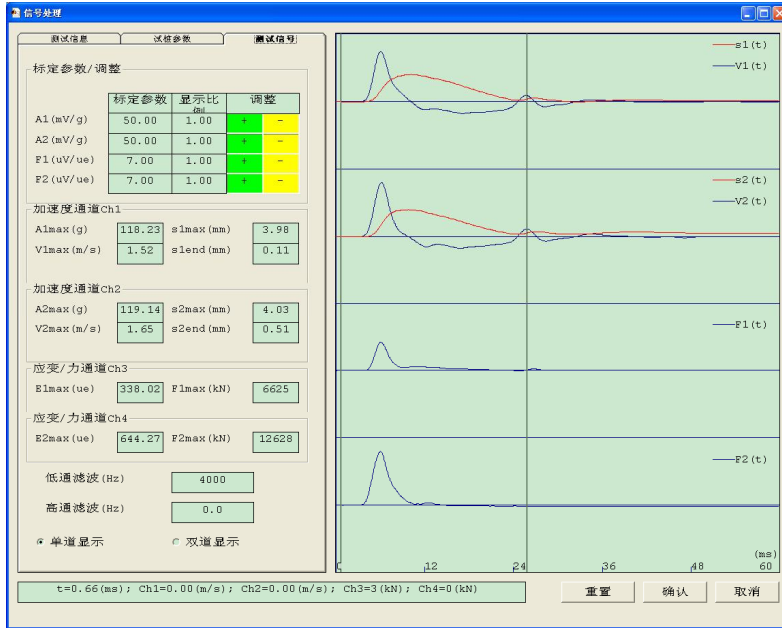 信号处理
测试信息 试桩参数 测试信号
标定参数/调整
标定参数 显示比例 调整
A1(mV/g) 50.00 1.00 + -
A2(mV/g) 50.00 1.00 + -
F1(uV/ue) 7.00 1.00 + -
F2(uV/ue) 7.00 1.00 + -
加速度通道Ch1
A1max(g) 118.23 s1max(mm) 3.98
V1max(m/s) 1.52 s1end(mm) 0.11
加速度通道Ch2
A2max(g) 119.14 s2max(mm) 4.03
V2max(m/s) 1.65 s2end(mm) 0.51
应变/力通道Ch3
E1max(ue) 338.02 F1max(kN) 6625
应变/力通道Ch4
E2max(ue) 644.27 F2max(kN) 12628
低通滤波(Hz) 4000
高通滤波(Hz) 0.0
单道显示 双道显示
s1(t)
V1(t)
s2(t)
V2(t)
F1(t)
F2(t)
(ms)
0 12 24 36 48 60
t=0.66(ms); Ch1=0.00(m/s); Ch2=0.00(m/s); Ch3=3(kN); Ch4=0(kN)
重置 确认 取消